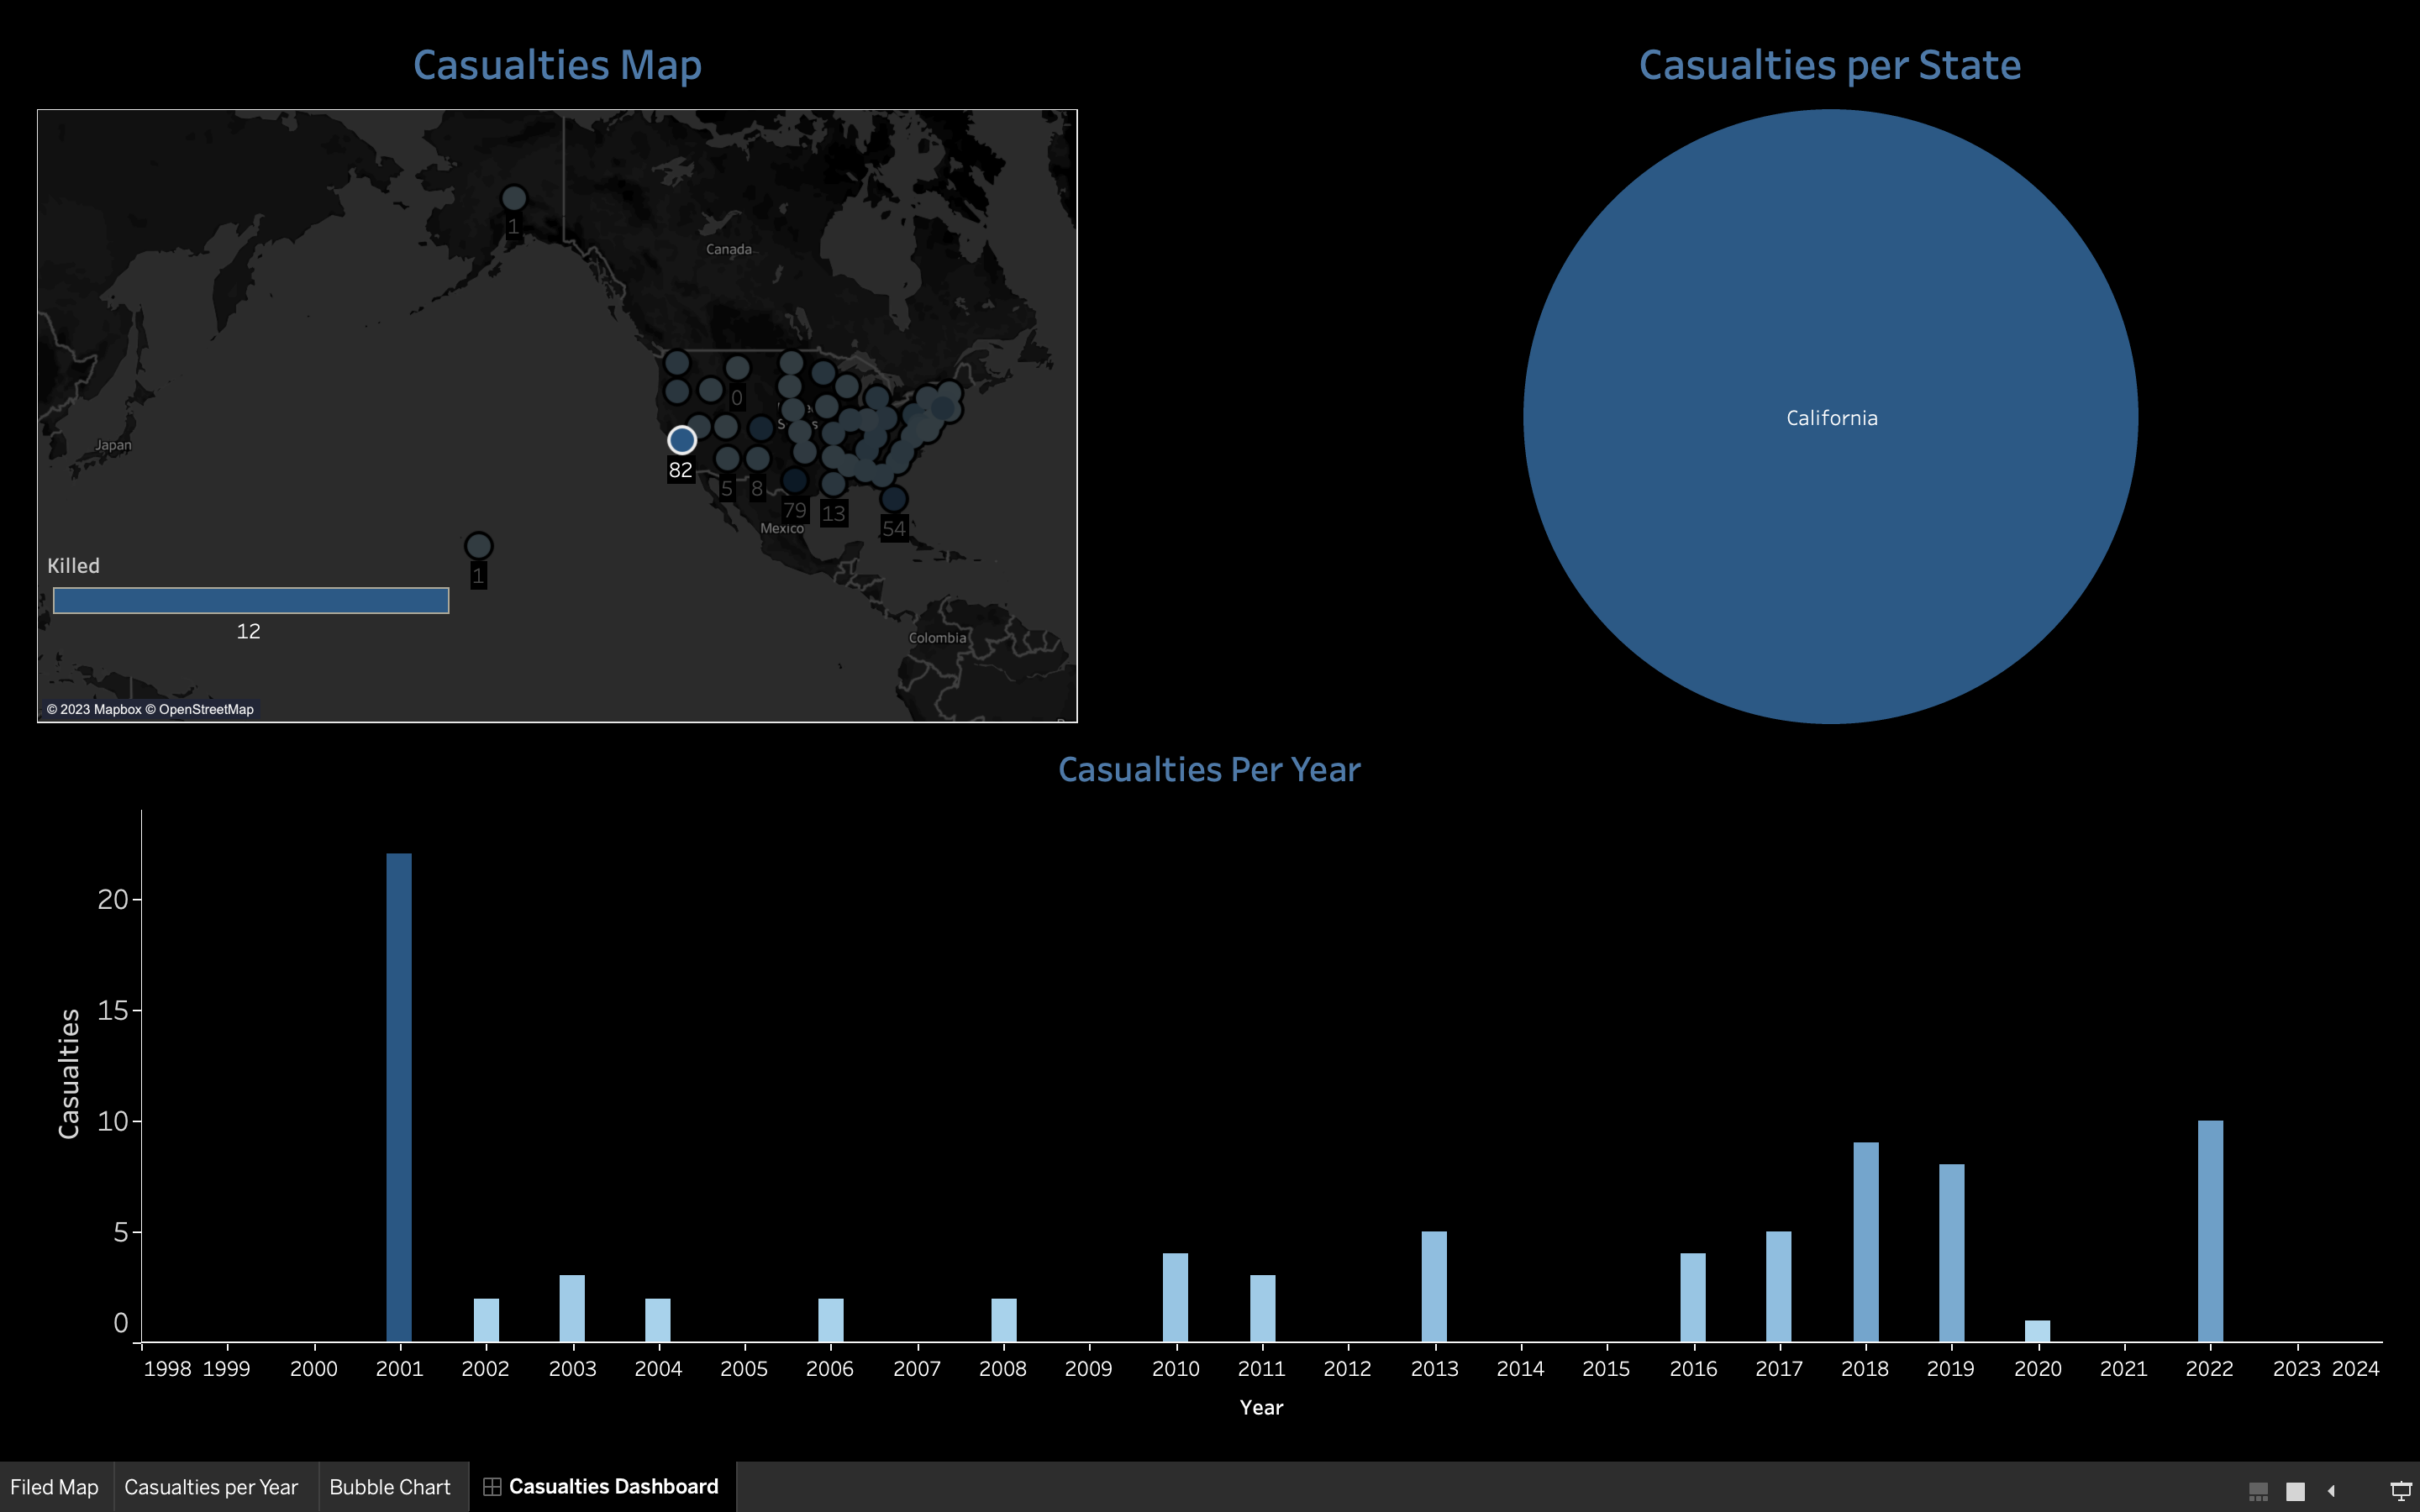 Casualties Map
Casualties per State
1
Canada
0
Japan
82
5
8
79
13
54
Mexico
1
Killed
12
Colombia
© 2023 Mapbox © OpenStreetMap
California
Casualties Per Year
Casualties
20
15
10
5
0
1998 1999 2000 2001 2002 2003 2004 2005 2006 2007 2008 2009 2010 2011 2012 2013 2014 2015 2016 2017 2018 2019 2020 2021 2022 2023 2024
Year
Filed Map
Casualties per Year
Bubble Chart
Casualties Dashboard